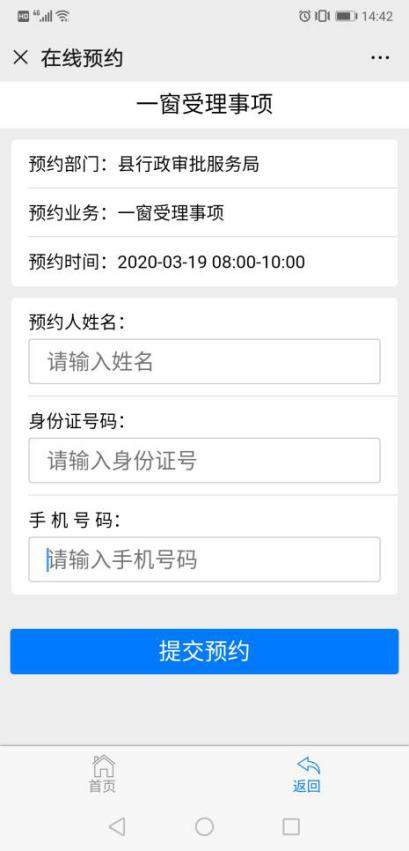 HD 46 14:42
在线预约
一窗受理事项
预约部门：县行政审批服务局
预约业务：一窗受理事项
预约时间：2020-03-19 08:00-10:00
预约人姓名：
请输入姓名
身份证号码：
请输入身份证号
手 机 号 码：
请输入手机号码
提交预约
首页 返回